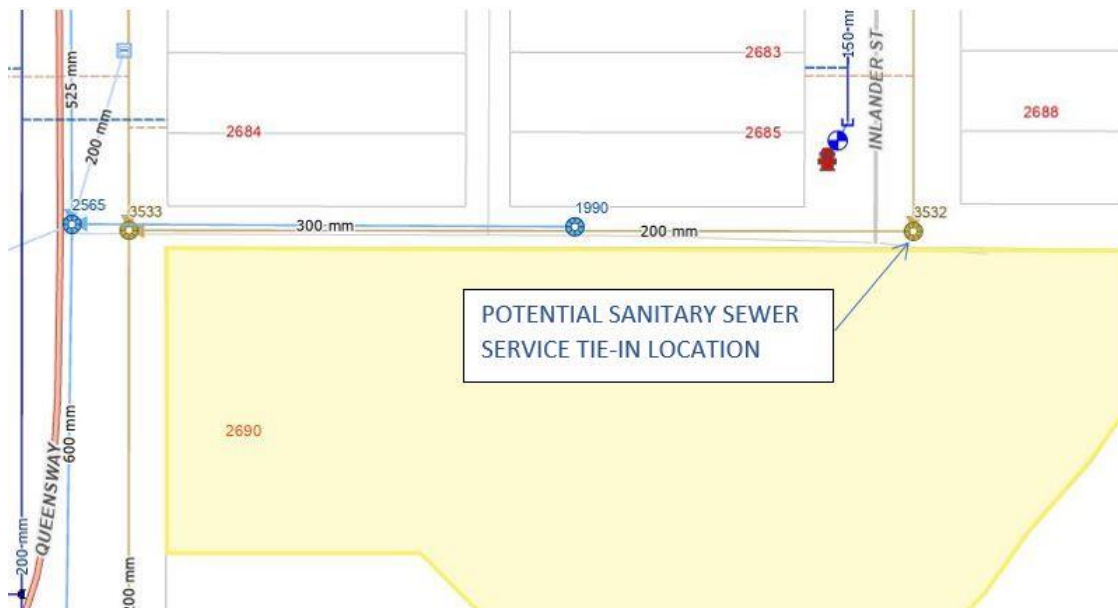 525 mm
200 mm
2684
2683
2685
150 mm
INLANDER ST
2688
2565
3533
300 mm
1990
200 mm
3532
POTENTIAL SANITARY SEWER
SERVICE TIE-IN LOCATION
2690
QUEENSWAY
600 mm
200 mm